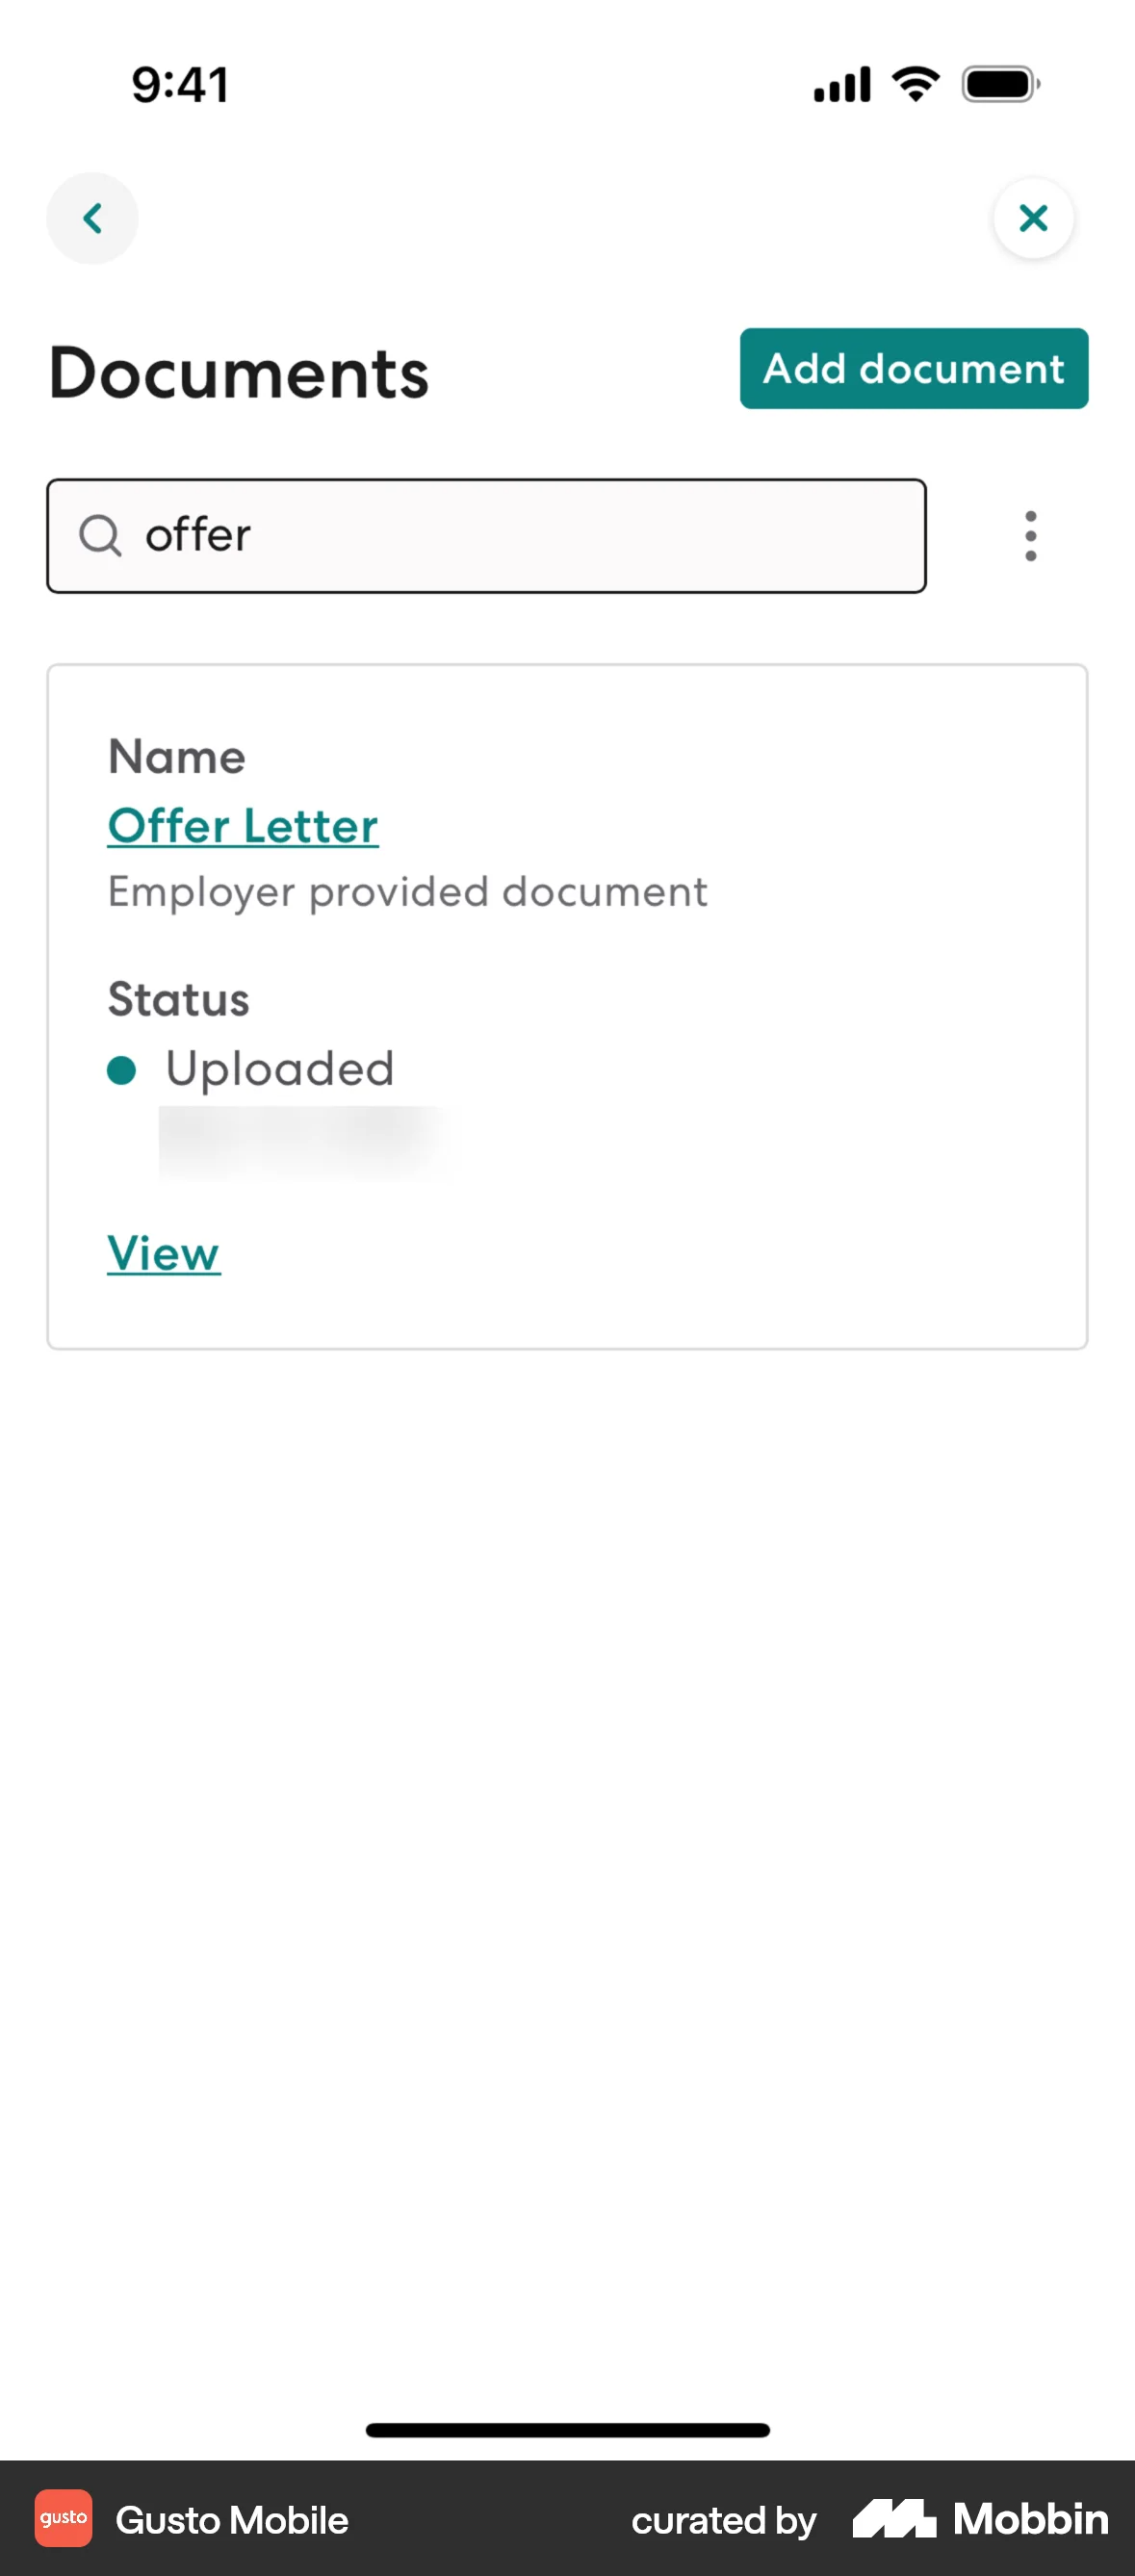 9:41
Documents
Add document
offer
Name
Offer Letter
Employer provided document
Status
Uploaded
View
gusto
Gusto Mobile
curated by
Mobbin